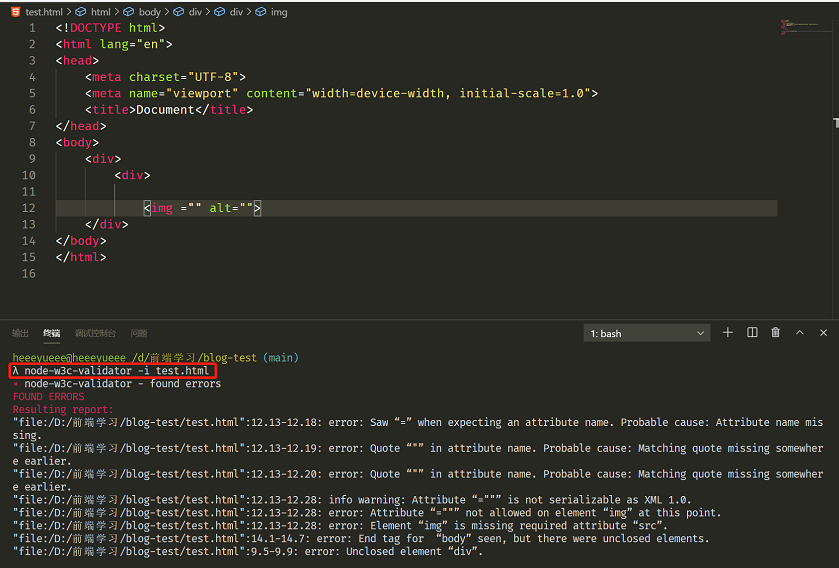 test.html > html > body > div > div > img
1 <!DOCTYPE html>
2 <html lang="en">
3 <head>
4 <meta charset="UTF-8">
5 <meta name="viewport" content="width=device-width, initial-scale=1.0">
6 <title>Document</title>
7 </head>
8 <body>
9 <div>
10 <div>
11
12 <img ="" alt="">
13 </div>
14 </body>
15 </html>
16
输出 终端 调试控制台 问题 1: bash
heeeyueee@heeeyueee /d/前端学习/blog-test (main)
λ node-w3c-validator -i test.html
× node-w3c-validator - found errors
FOUND ERRORS
Resulting report:
"file:/D:/前端学习/blog-test/test.html":12.13-12.18: error: Saw “=” when expecting an attribute name. Probable cause: Attribute name mis
sing.
"file:/D:/前端学习/blog-test/test.html":12.13-12.19: error: Quote “"” in attribute name. Probable cause: Matching quote missing somewher
e earlier.
"file:/D:/前端学习/blog-test/test.html":12.13-12.20: error: Quote “"” in attribute name. Probable cause: Matching quote missing somewher
e earlier.
"file:/D:/前端学习/blog-test/test.html":12.13-12.28: info warning: Attribute “=""” is not serializable as XML 1.0.
"file:/D:/前端学习/blog-test/test.html":12.13-12.28: error: Attribute “=""” not allowed on element “img” at this point.
"file:/D:/前端学习/blog-test/test.html":12.13-12.28: error: Element “img” is missing required attribute “src”.
"file:/D:/前端学习/blog-test/test.html":14.1-14.7: error: End tag for  “body” seen, but there were unclosed elements.
"file:/D:/前端学习/blog-test/test.html":9.5-9.9: error: Unclosed element “div”.